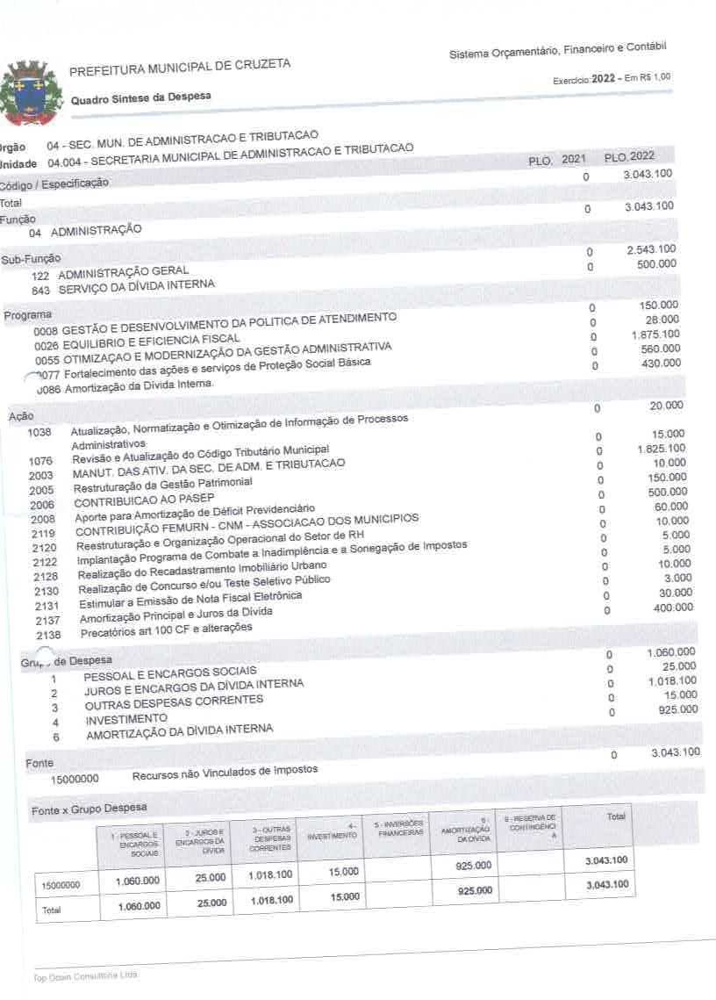 PREFEITURA MUNICIPAL DE CRUZETA
Sistema Orçamentário, Financeiro e Contábil
Quadro Síntese da Despesa
Exercício: 2022 - Em R$ 1,00
rgão 04 - SEC. MUN. DE ADMINISTRACAO E TRIBUTACAO
Unidade 04.004 - SECRETARIA MUNICIPAL DE ADMINISTRACAO E TRIBUTACAO
Código / Especificação PLO. 2021 PLO.2022
Total 0 3.043.100
Função
04 ADMINISTRAÇÃO 0 3.043.100
Sub-Função
122 ADMINISTRAÇÃO GERAL 0 2.543.100
843 SERVIÇO DA DÍVIDA INTERNA 0 500.000
Programa
0008 GESTÃO E DESENVOLVIMENTO DA POLITICA DE ATENDIMENTO 0 150.000
0026 EQUILIBRIO E EFICIENCIA FISCAL 0 28.000
0055 OTIMIZAÇAO E MODERNIZAÇÃO DA GESTÃO ADMINISTRATIVA 0 1.875.100
0077 Fortalecimento das ações e serviços de Proteção Social Básica 0 560.000
0086 Amortização da Divida Interna. 0 430.000
Ação
1038 Atualização, Normatização e Otimização de Informação de Processos 0 20.000
Administrativos
1076 Revisão e Atualização do Código Tributário Municipal 0 15.000
2003 MANUT. DAS ATIV. DA SEC. DE ADM. E TRIBUTACAO 0 1.825.100
2005 Restruturação da Gestão Patrimonial 0 10.000
2006 CONTRIBUICAO AO PASEP 0 150.000
2008 Aporte para Amortização de Déficit Previdenciário 0 500.000
2119 CONTRIBUIÇÃO FEMURN - CNM - ASSOCIACAO DOS MUNICIPIOS 0 60.000
2120 Reestruturação e Organização Operacional do Setor de RH 0 10.000
2122 Implantação Programa de Combate a Inadimplência e a Sonegação de Impostos 0 5.000
2128 Realização do Recadastramento Imobiliário Urbano 0 5.000
2130 Realização de Concurso e/ou Teste Seletivo Público 0 10.000
2131 Estimular a Emissão de Nota Fiscal Eletrônica 0 3.000
2137 Amortização Principal e Juros da Dívida 0 30.000
2138 Precatórios art 100 CF e alterações 0 400.000
Grupo de Despesa
1 PESSOAL E ENCARGOS SOCIAIS 0 1.060.000
2 JUROS E ENCARGOS DA DÍVIDA INTERNA 0 25.000
3 OUTRAS DESPESAS CORRENTES 0 1.018.100
4 INVESTIMENTO 0 15.000
6 AMORTIZAÇÃO DA DÍVIDA INTERNA 0 925.000
Fonte
15000000 Recursos não Vinculados de Impostos 0 3.043.100
Fonte x Grupo Despesa
1 - PESSOAL E ENCARGOS SOCIAIS 2 - JUROS E ENCARGOS DA DÍVIDA 3 - OUTRAS DESPESAS CORRENTES 4 - INVESTIMENTO 5 - INVERSÕES FINANCEIRAS 6 - AMORTIZAÇÃO DA DÍVIDA 9 - RESERVA DE CONTINGÊNCI A Total
15000000 1.060.000 25.000 1.018.100 15.000 925.000 3.043.100
Total 1.060.000 25.000 1.018.100 15.000 925.000 3.043.100
Top Down Consultoria Ltda